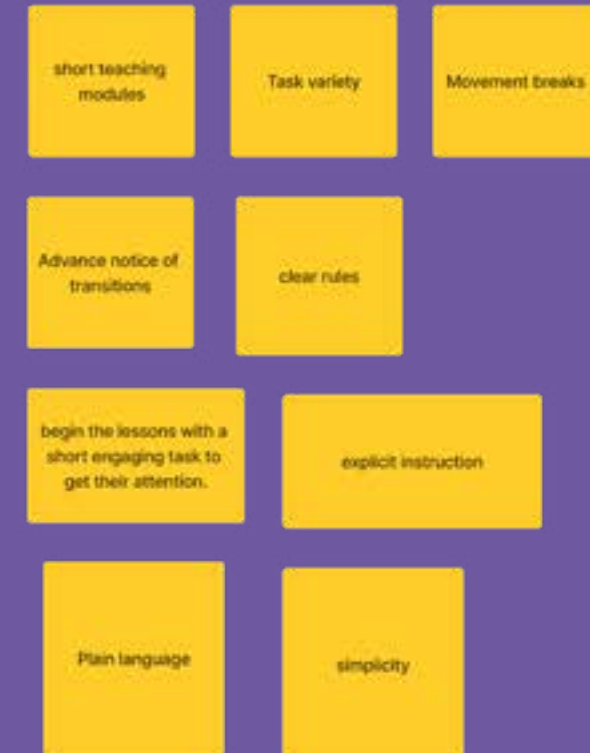 short teaching
modules
Task variety
Movement breaks
Advance notice of
transitions
clear rules
begin the lessons with a
short engaging task to
get their attention.
explicit instruction
Plain language
simplicity